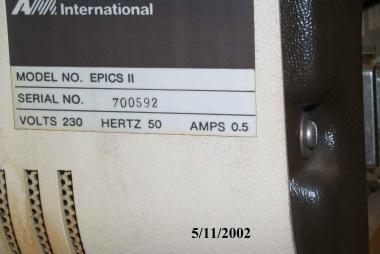 International
MODEL NO. EPICS II
SERIAL NO. 700592
VOLTS 230 HERTZ 50 AMPS 0.5
5/11/2002